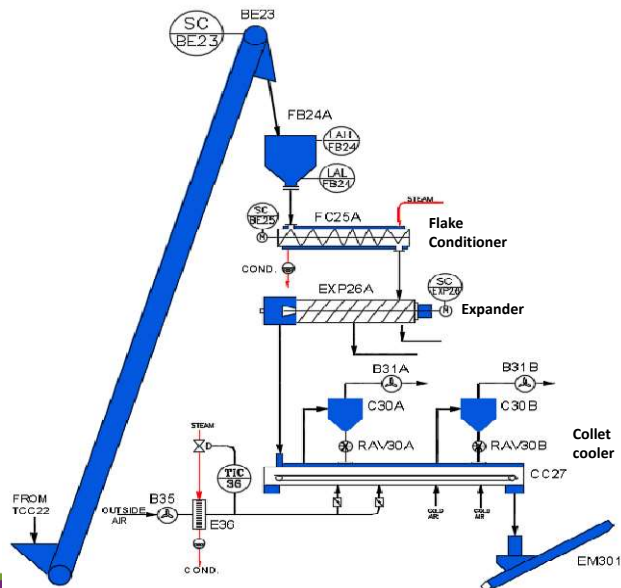 SC
BE23
BE23
FB24A
LAH
FB24
LAL
FB24
STEAM
SC
BE25
FC25A
M
Flake
Conditioner
COND.
EXP26A
SC
EXP26
M
Expander
B31A
B31B
C30A
C30B
RAV30A
RAV30B
Collet
cooler
CC27
STEAM
D
TIC
36
FROM
TCC22
B35
OUTSIDE
AIR
E36
COLD
AIR
COLD
AIR
COND.
EM301